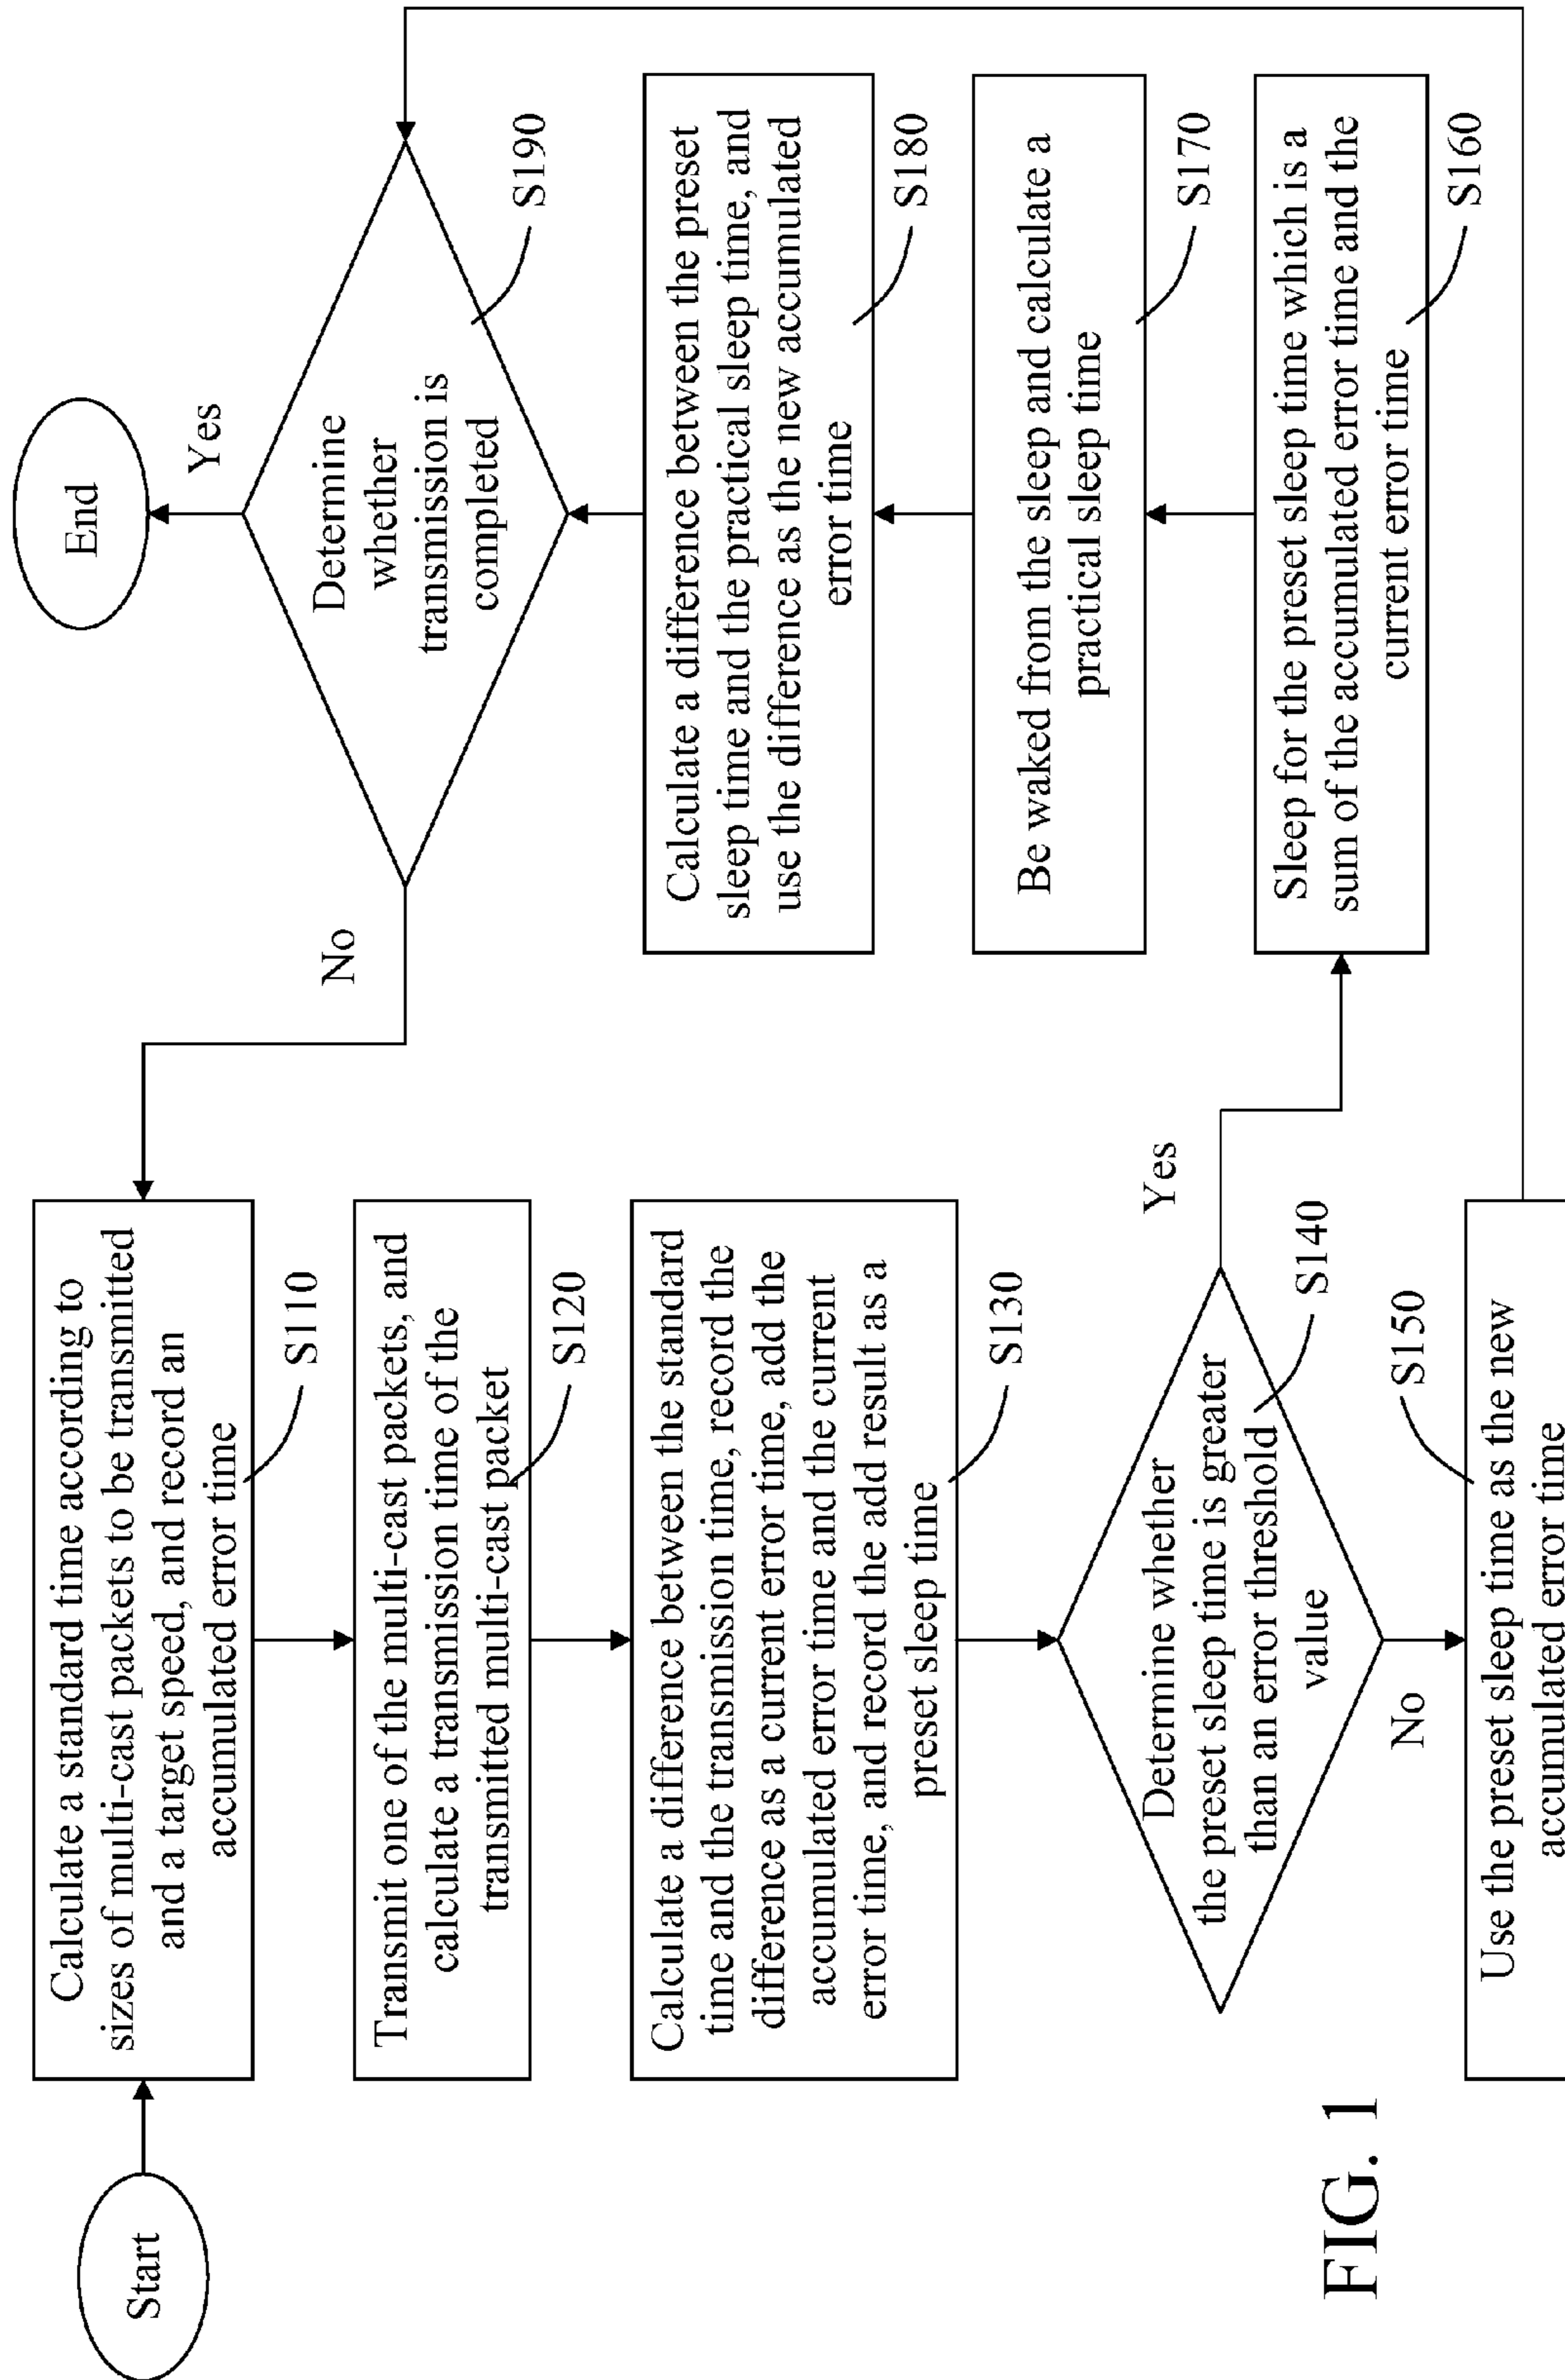 Start
Calculate a standard time according to
sizes of multi-cast packets to be transmitted
and a target speed, and record an
accumulated error time
S110
Transmit one of the multi-cast packets, and
calculate a transmission time of the
transmitted multi-cast packet
S120
Calculate a difference between the standard
time and the transmission time, record the
difference as a current error time, add the
accumulated error time and the current
error time, and record the add result as a
preset sleep time
S130
Determine whether
the preset sleep time is greater
than an error threshold
value
S140
Yes
No
S150
Use the preset sleep time as the new
accumulated error time
Sleep for the preset sleep time which is a
sum of the accumulated error time and the
current error time
S160
Be waked from the sleep and calculate a
practical sleep time
S170
Calculate a difference between the preset
sleep time and the practical sleep time, and
use the difference as the new accumulated
error time
S180
Determine
whether
transmission is
completed
S190
No
Yes
End
FIG. 1